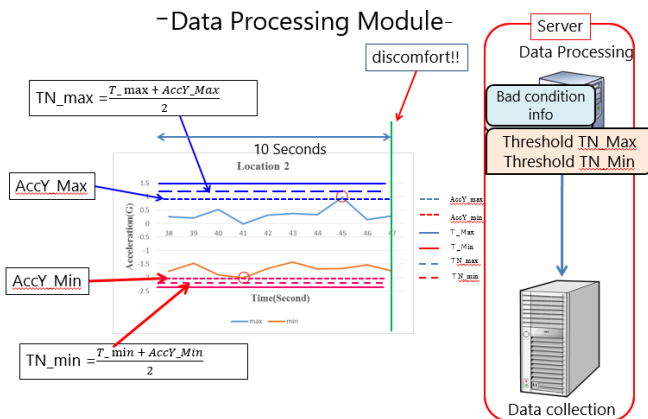 -Data Processing Module-
Server
Data Processing
discomfort!!
TN_max = T_max + AccY_Max
2
Bad condition
info
Threshold TN_Max
Threshold TN_Min
10 Seconds
Location 2
AccY_Max
AccY_Min
Acceleration(G)
1.5
1
0.5
0
-0.5
-1
-1.5
-2
-2.5
38 39 40 41 42 43 44 45 46 47
Time(Second)
max min
AccY_max
AccY_min
T_Max
T_Min
TN_max
TN_min
TN_min = T_min + AccY_Min
2
Data collection